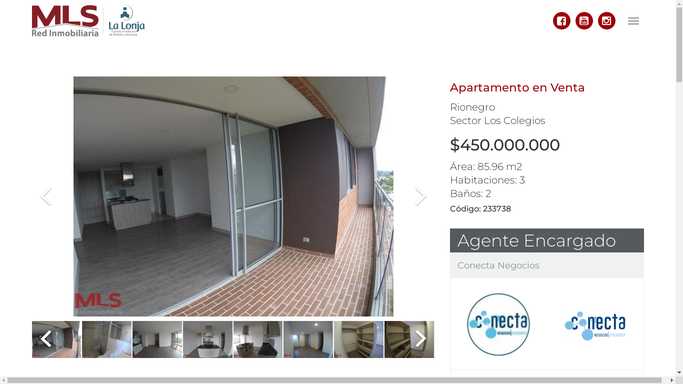 MLS
Red Inmobiliaria
La Lonja
Apartamento en Venta
Rionegro
Sector Los Colegios
$450.000.000
Área: 85.96 m2
Habitaciones: 3
Baños: 2
Código: 233738
Agente Encargado
Conecta Negocios
MLS
conecta
conecta